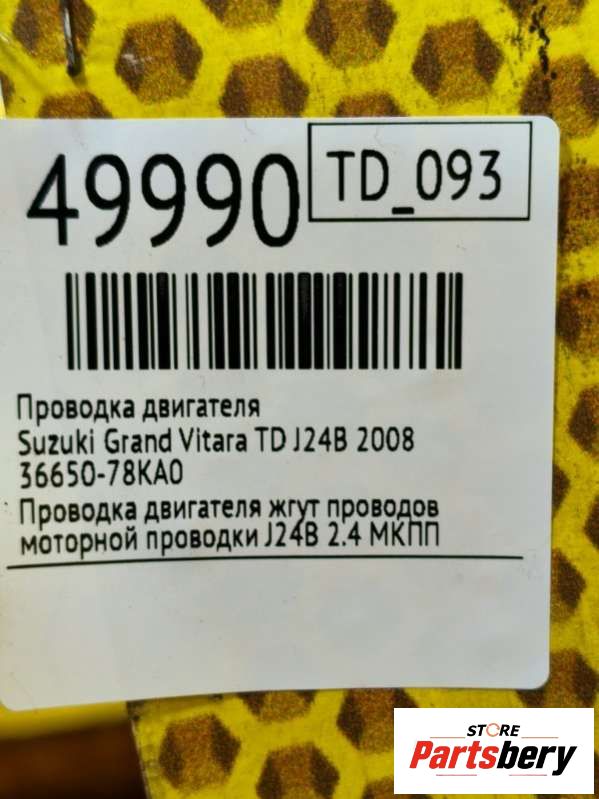 49990
TD_093
Проводка двигателя
Suzuki Grand Vitara TD J24B 2008
36650-78KA0
Проводка двигателя жгут проводов
моторной проводки J24B 2.4 МКПП
STORE
Partsbery